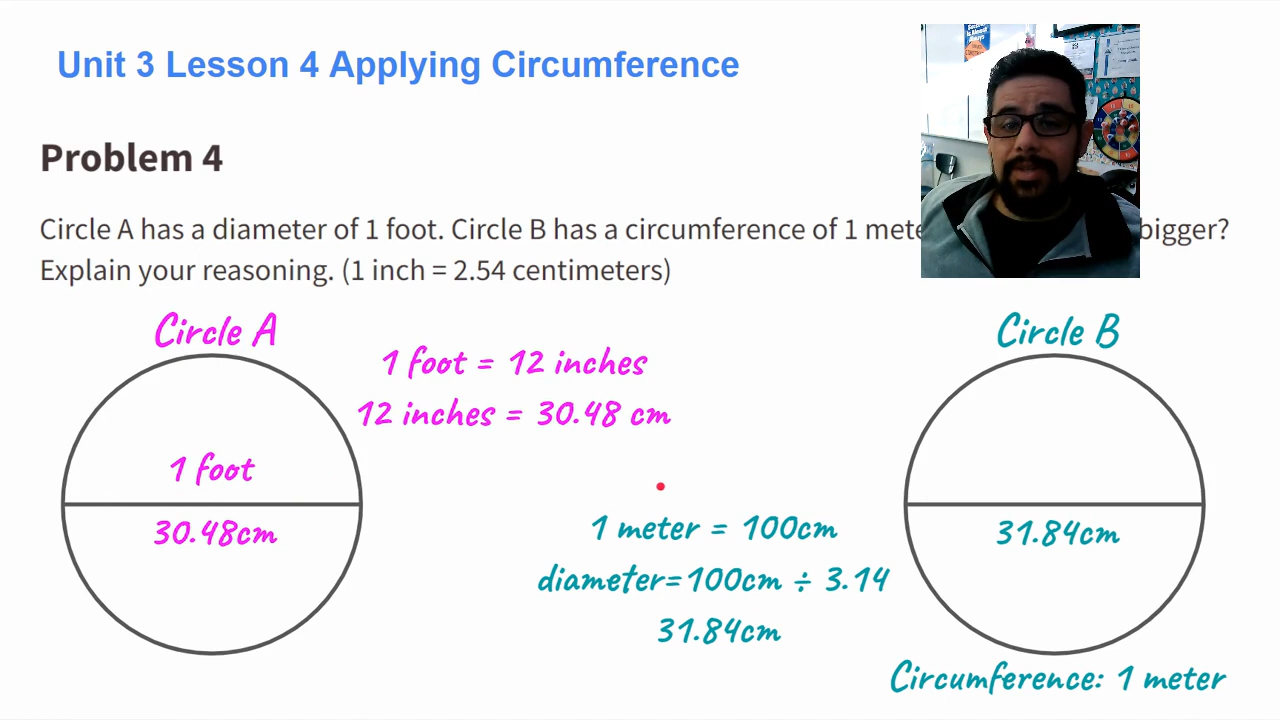 Unit 3 Lesson 4 Applying Circumference
Problem 4
Circle A has a diameter of 1 foot. Circle B has a circumference of 1 mete bigger?
Explain your reasoning. (1 inch = 2.54 centimeters)
Circle A
Circle B
1 foot = 12 inches
12 inches = 30.48 cm
1 foot
30.48cm
1 meter = 100cm
31.84cm
diameter=100cm ÷ 3.14
31.84cm
Circumference: 1 meter